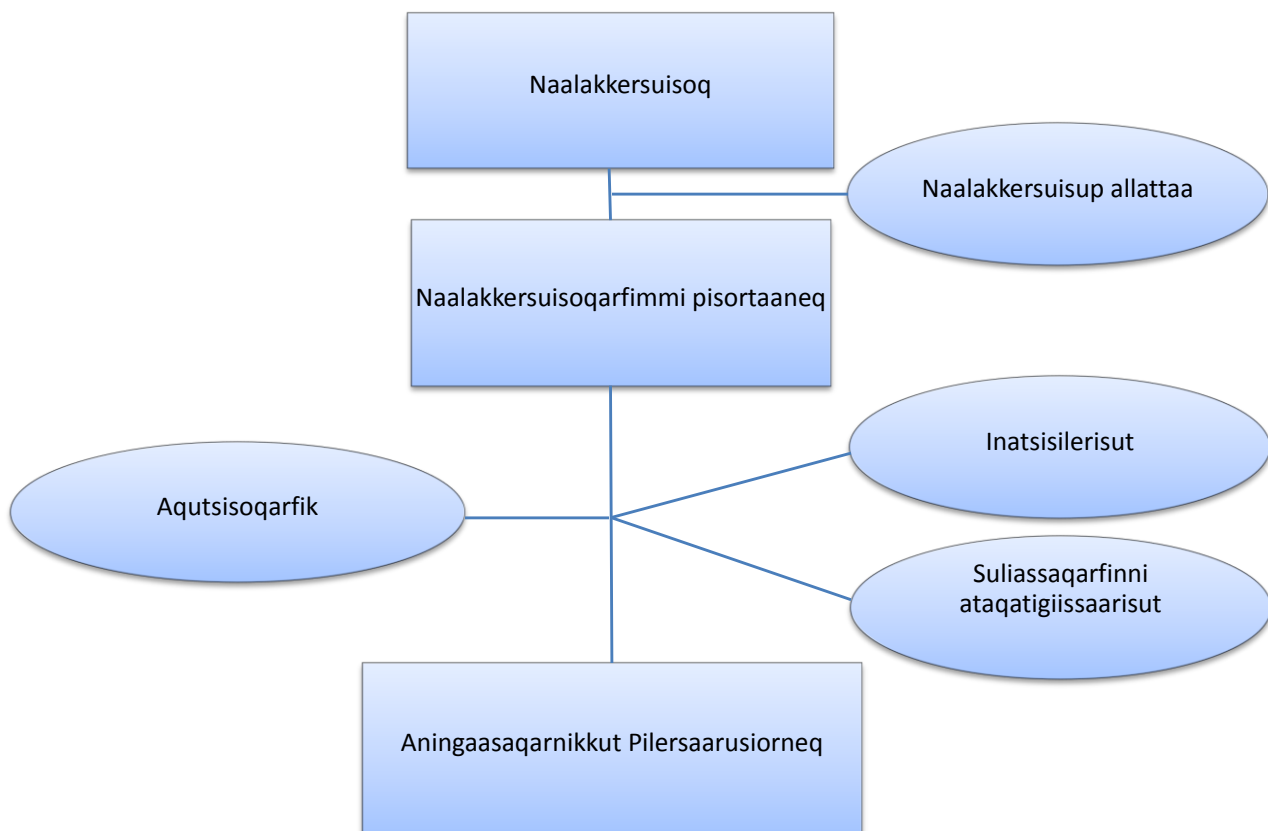 Naalakkersuisoq
Naalakkersuisup allattaa
Naalakkersuisoqarfimmi pisortaaneq
Inatsisilerisut
Aqutsisoqarfik
Suliassaqarfinni
ataqatigiissaarisut
Aningaasaqarnikkut Pilersaarusiorneq